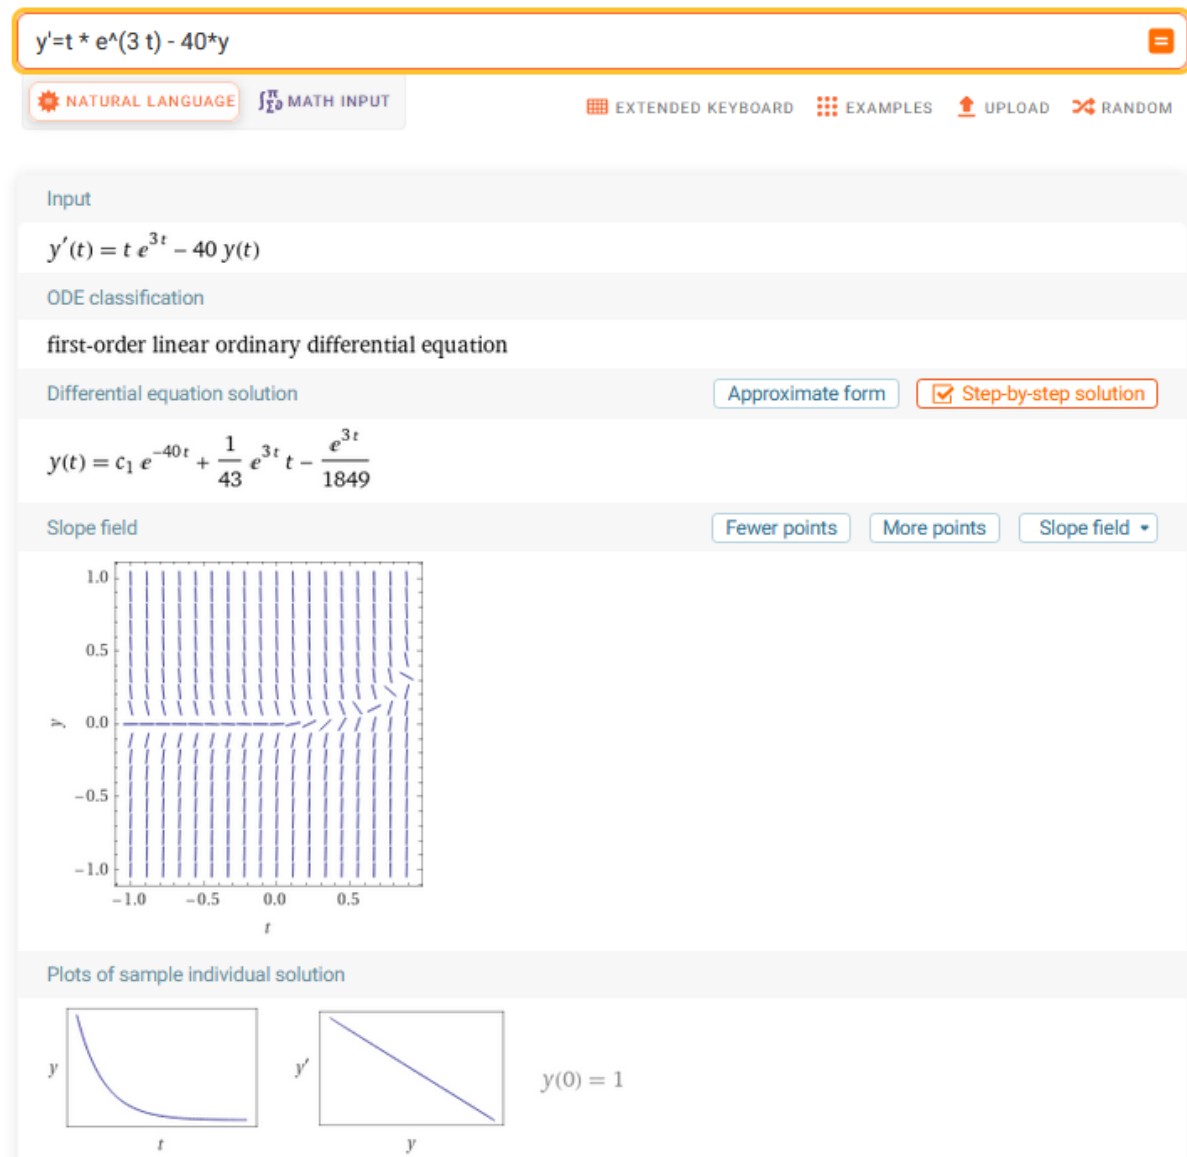 y'=t * e^(3 t) - 40*y
NATURAL LANGUAGE
∫Σ∂π MATH INPUT
EXTENDED KEYBOARD
EXAMPLES
UPLOAD
RANDOM
Input
y′(t) = t e^(3 t) − 40 y(t)
ODE classification
first-order linear ordinary differential equation
Differential equation solution
Approximate form
Step-by-step solution
y(t) = c₁ e^(−40 t) + 1/43 e^(3 t) t − e^(3 t)/1849
Slope field
Fewer points
More points
Slope field
1.0
0.5
y
0.0
−0.5
−1.0
−1.0 −0.5 0.0 0.5
t
Plots of sample individual solution
y
t
y′
y
y(0) = 1